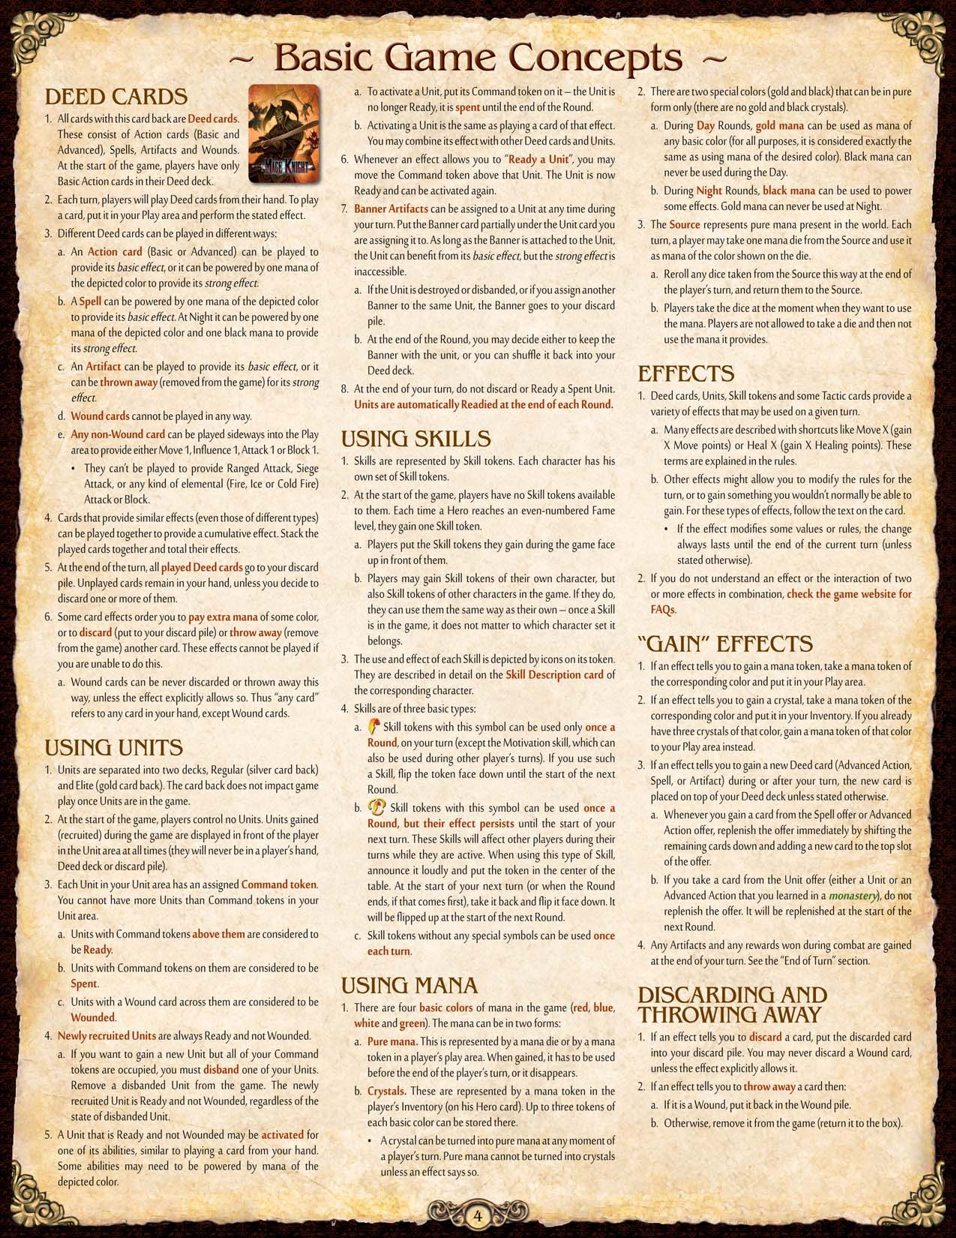 ~ Basic Game Concepts ~
DEED CARDS
1. All cards with this card back are Deed cards.
These consist of Action cards (Basic and
Advanced), Spells, Artifacts and Wounds.
At the start of the game, players have only
Basic Action cards in their Deed deck.
MAGE KNIGHT
2. Each turn, players will play Deed cards from their hand. To play
a card, put it in your Play area and perform the stated effect.
3. Different Deed cards can be played in different ways:
a. An Action card (Basic or Advanced) can be played to
provide its basic effect, or it can be powered by one mana of
the depicted color to provide its strong effect.
b. A Spell can be powered by one mana of the depicted color
to provide its basic effect. At Night it can be powered by one
mana of the depicted color and one black mana to provide
its strong effect.
c. An Artifact can be played to provide its basic effect, or it
can be thrown away (removed from the game) for its strong
effect.
d. Wound cards cannot be played in any way.
e. Any non-Wound card can be played sideways into the Play
area to provide either Move 1, Influence 1, Attack 1 or Block 1.
• They can't be played to provide Ranged Attack, Siege
Attack, or any kind of elemental (Fire, Ice or Cold Fire)
Attack or Block.
4. Cards that provide similar effects (even those of different types)
can be played together to provide a cumulative effect. Stack the
played cards together and total their effects.
5. At the end of the turn, all played Deed cards go to your discard
pile. Unplayed cards remain in your hand, unless you decide to
discard one or more of them.
6. Some card effects order you to pay extra mana of some color,
or to discard (put to your discard pile) or throw away (remove
from the game) another card. These effects cannot be played if
you are unable to do this.
a. Wound cards can be never discarded or thrown away this
way, unless the effect explicitly allows so. Thus "any card"
refers to any card in your hand, except Wound cards.
USING UNITS
1. Units are separated into two decks, Regular (silver card back)
and Elite (gold card back). The card back does not impact game
play once Units are in the game.
2. At the start of the game, players control no Units. Units gained
(recruited) during the game are displayed in front of the player
in the Unit area at all times (they will never be in a player's hand,
Deed deck or discard pile).
3. Each Unit in your Unit area has an assigned Command token.
You cannot have more Units than Command tokens in your
Unit area.
a. Units with Command tokens above them are considered to
be Ready.
b. Units with Command tokens on them are considered to be
Spent.
c. Units with a Wound card across them are considered to be
Wounded.
4. Newly recruited Units are always Ready and not Wounded.
a. If you want to gain a new Unit but all of your Command
tokens are occupied, you must disband one of your Units.
Remove a disbanded Unit from the game. The newly
recruited Unit is Ready and not Wounded, regardless of the
state of disbanded Unit.
5. A Unit that is Ready and not Wounded may be activated for
one of its abilities, similar to playing a card from your hand.
Some abilities may need to be powered by mana of the
depicted color.
a. To activate a Unit, put its Command token on it – the Unit is
no longer Ready, it is spent until the end of the Round.
b. Activating a Unit is the same as playing a card of that effect.
You may combine its effect with other Deed cards and Units.
6. Whenever an effect allows you to "Ready a Unit", you may
move the Command token above that Unit. The Unit is now
Ready and can be activated again.
7. Banner Artifacts can be assigned to a Unit at any time during
your turn. Put the Banner card partially under the Unit card you
are assigning it to. As long as the Banner is attached to the Unit,
the Unit can benefit from its basic effect, but the strong effect is
inaccessible.
a. If the Unit is destroyed or disbanded, or if you assign another
Banner to the same Unit, the Banner goes to your discard
pile.
b. At the end of the Round, you may decide either to keep the
Banner with the unit, or you can shuffle it back into your
Deed deck.
8. At the end of your turn, do not discard or Ready a Spent Unit.
Units are automatically Readied at the end of each Round.
USING SKILLS
1. Skills are represented by Skill tokens. Each character has his
own set of Skill tokens.
2. At the start of the game, players have no Skill tokens available
to them. Each time a Hero reaches an even-numbered Fame
level, they gain one Skill token.
a. Players put the Skill tokens they gain during the game face
up in front of them.
b. Players may gain Skill tokens of their own character, but
also Skill tokens of other characters in the game. If they do,
they can use them the same way as their own – once a Skill
is in the game, it does not matter to which character set it
belongs.
3. The use and effect of each Skill is depicted by icons on its token.
They are described in detail on the Skill Description card of
the corresponding character.
4. Skills are of three basic types:
a. Skill tokens with this symbol can be used only once a
Round, on your turn (except the Motivation skill, which can
also be used during other player's turns). If you use such
a Skill, flip the token face down until the start of the next
Round.
b. Skill tokens with this symbol can be used once a
Round, but their effect persists until the start of your
next turn. These Skills will affect other players during their
turns while they are active. When using this type of Skill,
announce it loudly and put the token in the center of the
table. At the start of your next turn (or when the Round
ends, if that comes first), take it back and flip it face down. It
will be flipped up at the start of the next Round.
c. Skill tokens without any special symbols can be used once
each turn.
USING MANA
1. There are four basic colors of mana in the game (red, blue,
white and green). The mana can be in two forms:
a. Pure mana. This is represented by a mana die or by a mana
token in a player's play area. When gained, it has to be used
before the end of the player's turn, or it disappears.
b. Crystals. These are represented by a mana token in the
player's Inventory (on his Hero card). Up to three tokens of
each basic color can be stored there.
• A crystal can be turned into pure mana at any moment of
a player's turn. Pure mana cannot be turned into crystals
unless an effect says so.
2. There are two special colors (gold and black) that can be in pure
form only (there are no gold and black crystals).
a. During Day Rounds, gold mana can be used as mana of
any basic color (for all purposes, it is considered exactly the
same as using mana of the desired color). Black mana can
never be used during the Day.
b. During Night Rounds, black mana can be used to power
some effects. Gold mana can never be used at Night.
3. The Source represents pure mana present in the world. Each
turn, a player may take one mana die from the Source and use it
as mana of the color shown on the die.
a. Reroll any dice taken from the Source this way at the end of
the player's turn, and return them to the Source.
b. Players take the dice at the moment when they want to use
the mana. Players are not allowed to take a die and then not
use the mana it provides.
EFFECTS
1. Deed cards, Units, Skill tokens and some Tactic cards provide a
variety of effects that may be used on a given turn.
a. Many effects are described with shortcuts like Move X (gain
X Move points) or Heal X (gain X Healing points). These
terms are explained in the rules.
b. Other effects might allow you to modify the rules for the
turn, or to gain something you wouldn't normally be able to
gain. For these types of effects, follow the text on the card.
• If the effect modifies some values or rules, the change
always lasts until the end of the current turn (unless
stated otherwise).
2. If you do not understand an effect or the interaction of two
or more effects in combination, check the game website for
FAQs.
"GAIN" EFFECTS
1. If an effect tells you to gain a mana token, take a mana token of
the corresponding color and put it in your Play area.
2. If an effect tells you to gain a crystal, take a mana token of the
corresponding color and put it in your Inventory. If you already
have three crystals of that color, gain a mana token of that color
to your Play area instead.
3. If an effect tells you to gain a new Deed card (Advanced Action,
Spell, or Artifact) during or after your turn, the new card is
placed on top of your Deed deck unless stated otherwise.
a. Whenever you gain a card from the Spell offer or Advanced
Action offer, replenish the offer immediately by shifting the
remaining cards down and adding a new card to the top slot
of the offer.
b. If you take a card from the Unit offer (either a Unit or an
Advanced Action that you learned in a monastery), do not
replenish the offer. It will be replenished at the start of the
next Round.
4. Any Artifacts and any rewards won during combat are gained
at the end of your turn. See the "End of Turn" section.
DISCARDING AND
THROWING AWAY
1. If an effect tells you to discard a card, put the discarded card
into your discard pile. You may never discard a Wound card,
unless the effect explicitly allows it.
2. If an effect tells you to throw away a card then:
a. If it is a Wound, put it back in the Wound pile.
b. Otherwise, remove it from the game (return it to the box).
4